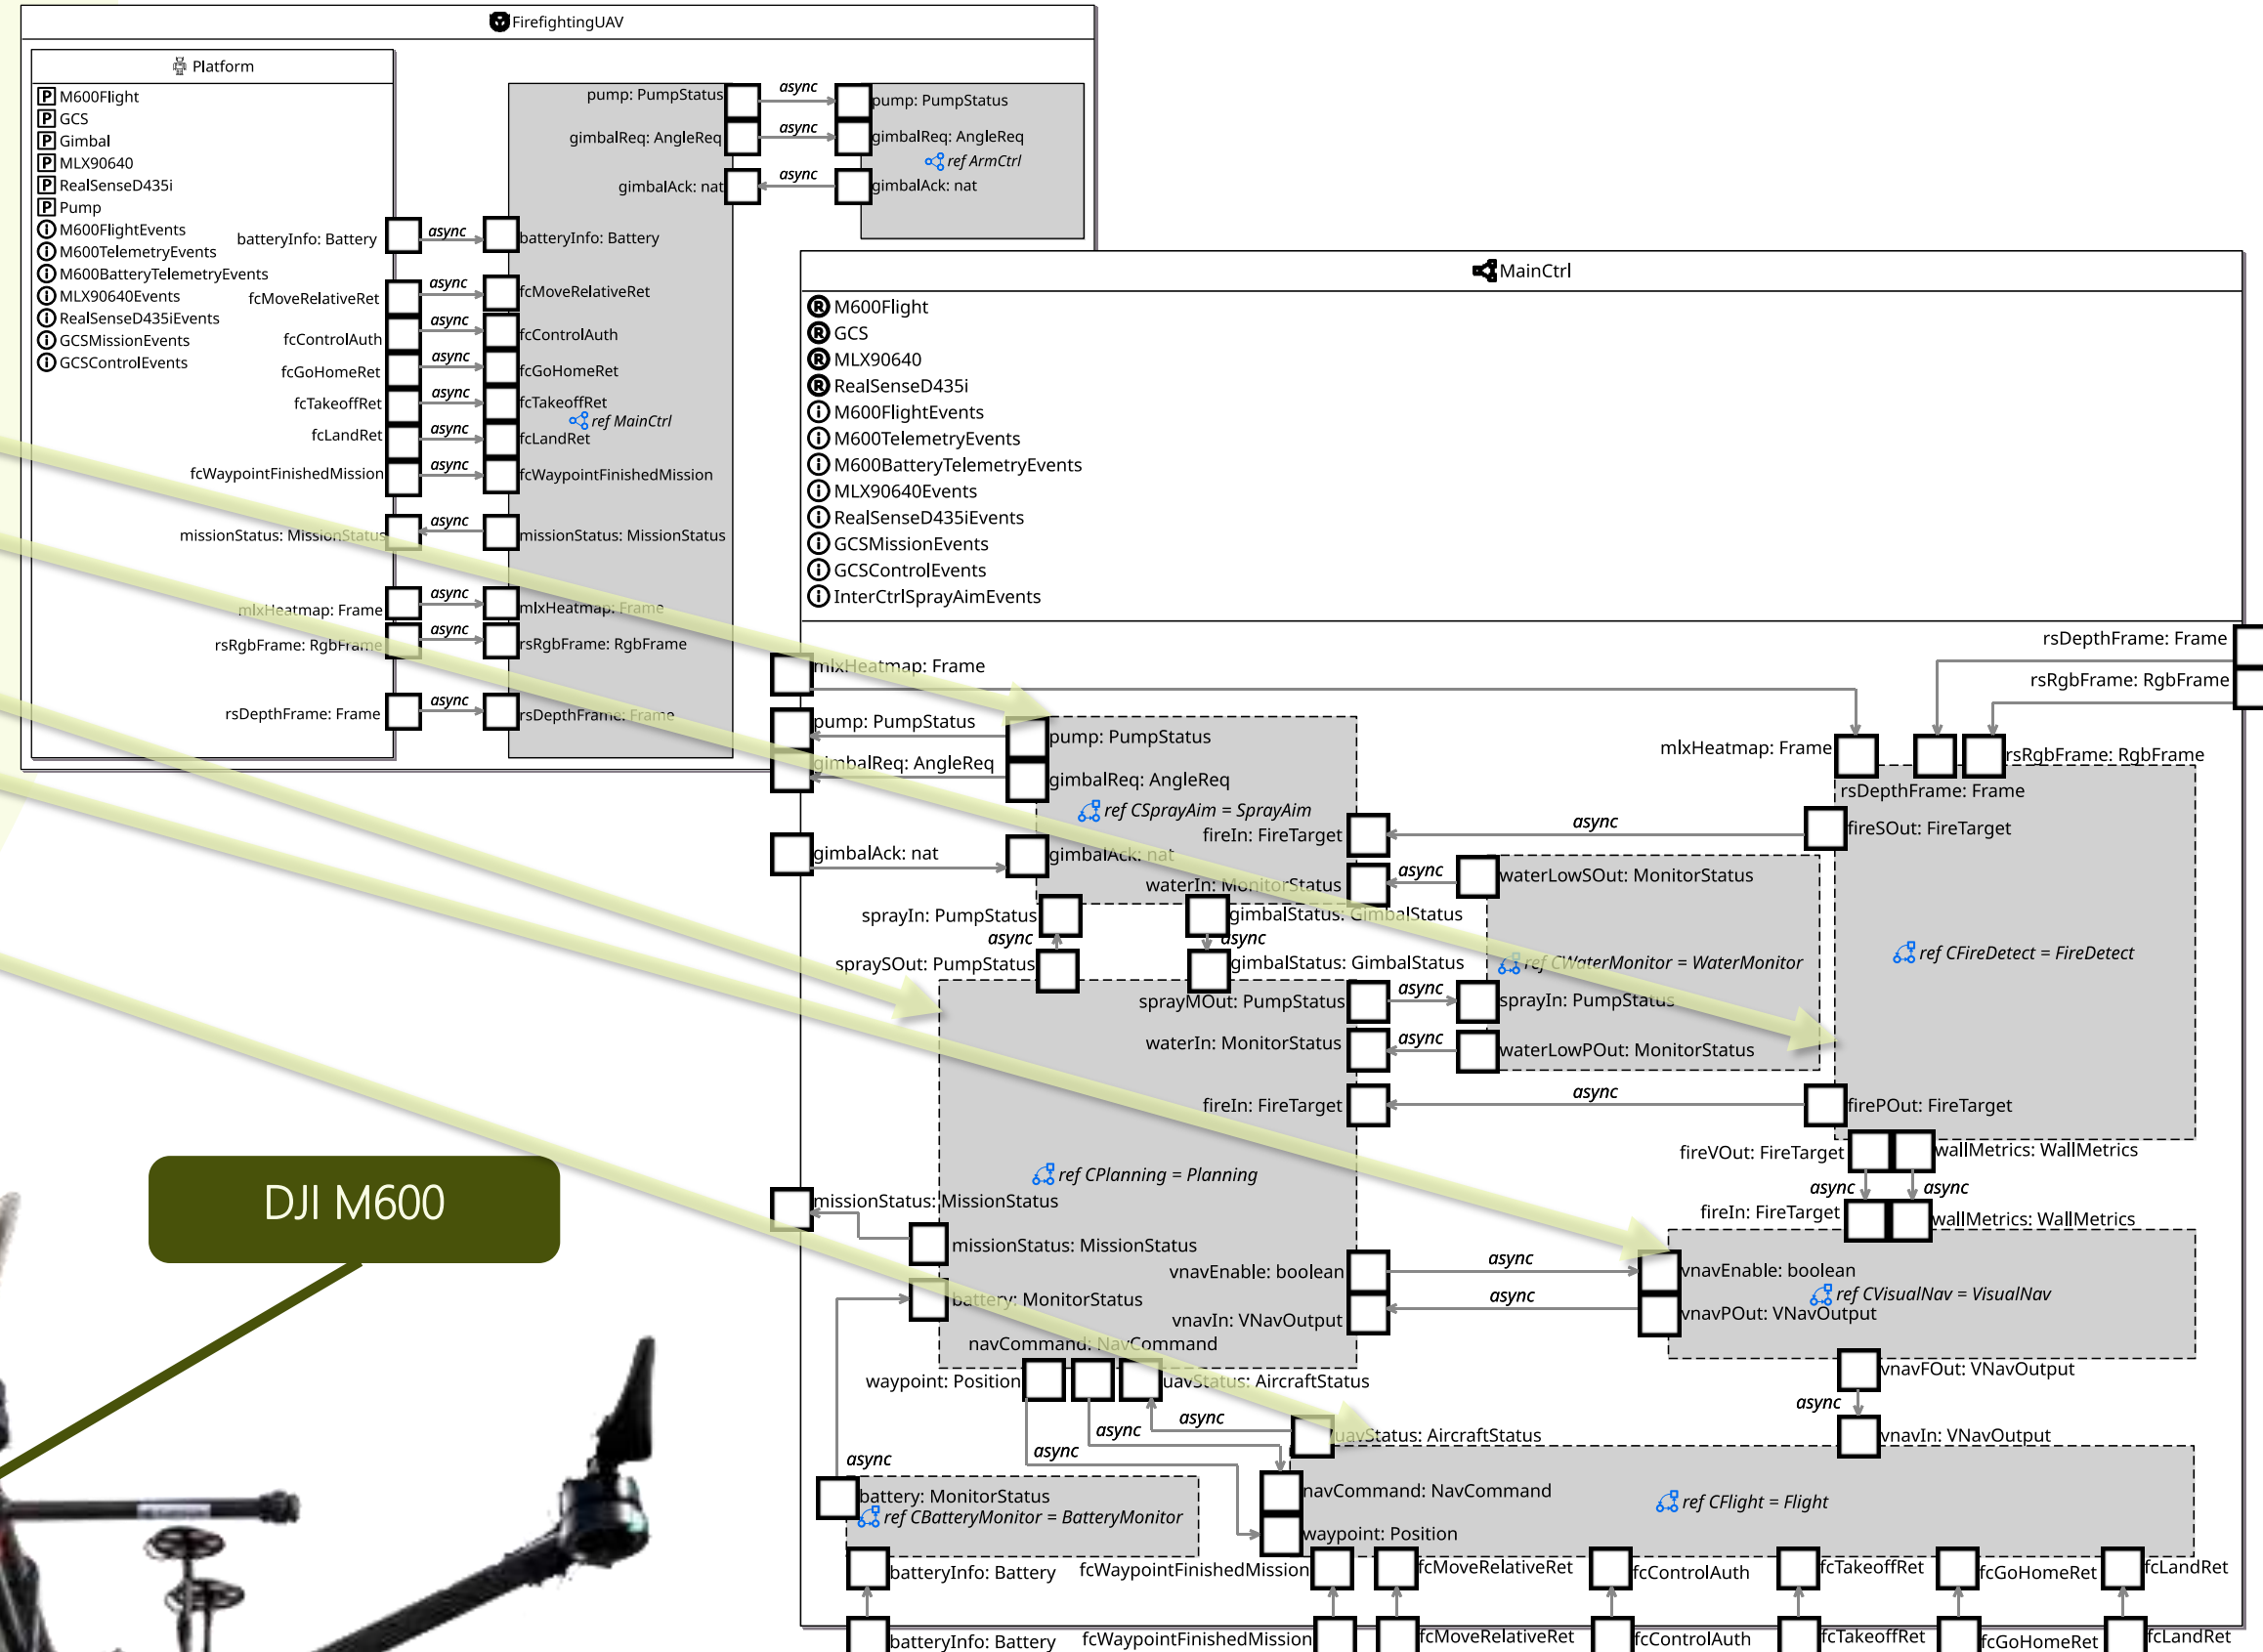 FirefightingUAV
Platform
P M600Flight
P GCS
P Gimbal
P MLX90640
P RealSenseD435i
P Pump
i M600FlightEvents
i M600TelemetryEvents
i M600BatteryTelemetryEvents
i MLX90640Events
i RealSenseD435iEvents
i GCSMissionEvents
i GCSControlEvents
batteryInfo: Battery
fcMoveRelativeRet
fcControlAuth
fcGoHomeRet
fcTakeoffRet
fcLandRet
fcWaypointFinishedMission
missionStatus: MissionStatus
mlxHeatmap: Frame
rsRgbFrame: RgbFrame
rsDepthFrame: Frame
async
async
async
async
async
async
async
async
async
async
async
batteryInfo: Battery
fcMoveRelativeRet
fcControlAuth
fcGoHomeRet
fcTakeoffRet
ref MainCtrl
fcLandRet
fcWaypointFinishedMission
missionStatus: MissionStatus
mlxHeatmap: Frame
rsRgbFrame: RgbFrame
rsDepthFrame: Frame
pump: PumpStatus
gimbalReq: AngleReq
gimbalAck: nat
async
async
async
pump: PumpStatus
gimbalReq: AngleReq
ref ArmCtrl
gimbalAck: nat
MainCtrl
R M600Flight
R GCS
R MLX90640
R RealSenseD435i
i M600FlightEvents
i M600TelemetryEvents
i M600BatteryTelemetryEvents
i MLX90640Events
i RealSenseD435iEvents
i GCSMissionEvents
i GCSControlEvents
i InterCtrlSprayAimEvents
rsDepthFrame: Frame
rsRgbFrame: RgbFrame
mlxHeatmap: Frame
pump: PumpStatus
gimbalReq: AngleReq
gimbalAck: nat
pump: PumpStatus
gimbalReq: AngleReq
ref CSprayAim = SprayAim
fireIn: FireTarget
gimbalAck: nat
waterIn: MonitorStatus
sprayIn: PumpStatus
gimbalStatus: GimbalStatus
async
async
async
async
mlxHeatmap: Frame
rsRgbFrame: RgbFrame
rsDepthFrame: Frame
fireSOut: FireTarget
ref CFireDetect = FireDetect
firePOut: FireTarget
fireVOut: FireTarget
wallMetrics: WallMetrics
waterLowSOut: MonitorStatus
ref CWaterMonitor = WaterMonitor
sprayIn: PumpStatus
waterLowPOut: MonitorStatus
spraySOut: PumpStatus
gimbalStatus: GimbalStatus
sprayMOut: PumpStatus
async
waterIn: MonitorStatus
async
fireIn: FireTarget
async
ref CPlanning = Planning
missionStatus: MissionStatus
missionStatus: MissionStatus
battery: MonitorStatus
vnavEnable: boolean
vnavIn: VNavOutput
navCommand: NavCommand
waypoint: Position
uavStatus: AircraftStatus
async
async
async
async
fireIn: FireTarget
wallMetrics: WallMetrics
vnavEnable: boolean
ref CVisualNav = VisualNav
vnavPOut: VNavOutput
vnavFOut: VNavOutput
async
vnavIn: VNavOutput
async
async
async
uavStatus: AircraftStatus
navCommand: NavCommand
ref CFlight = Flight
waypoint: Position
async
battery: MonitorStatus
ref CBatteryMonitor = BatteryMonitor
batteryInfo: Battery
fcWaypointFinishedMission
fcMoveRelativeRet
fcControlAuth
fcTakeoffRet
fcGoHomeRet
fcLandRet
batteryInfo: Battery
fcWaypointFinishedMission
fcMoveRelativeRet
fcControlAuth
fcTakeoffRet
fcGoHomeRet
fcLandRet
DJI M600